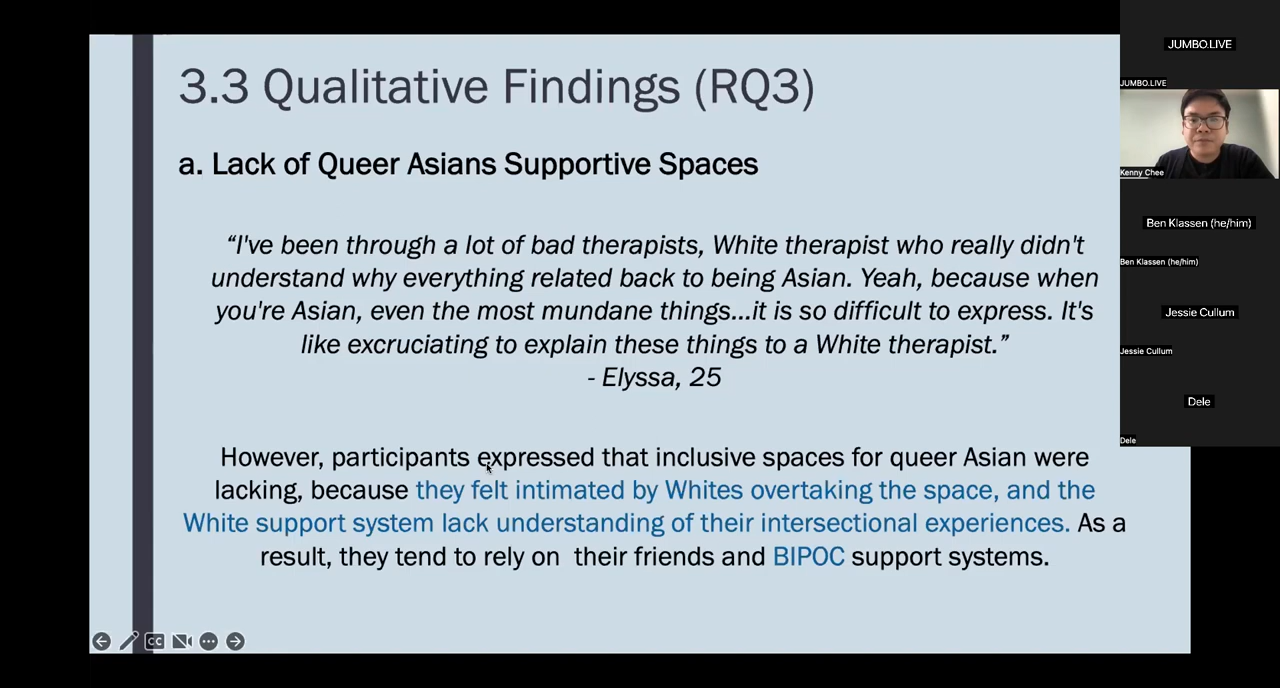 3.3 Qualitative Findings (RQ3)
a. Lack of Queer Asians Supportive Spaces
“I've been through a lot of bad therapists, White therapist who really didn't
understand why everything related back to being Asian. Yeah, because when
you're Asian, even the most mundane things...it is so difficult to express. It's
like excruciating to explain these things to a White therapist.”
- Elyssa, 25
However, participants expressed that inclusive spaces for queer Asian were
lacking, because they felt intimated by Whites overtaking the space, and the
White support system lack understanding of their intersectional experiences. As a
result, they tend to rely on their friends and BIPOC support systems.
CC
JUMBO.LIVE
JUMBO.LIVE
Kenny Chee
Ben Klassen (he/him)
Ben Klassen (he/him)
Jessie Cullum
Jessie Cullum
Dele
Dele